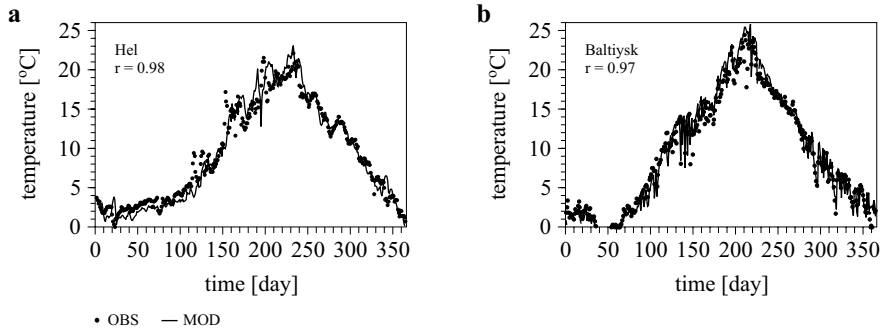 a
Hel
r = 0.98
temperature [°C]
25
20
15
10
5
0
0 50 100 150 200 250 300 350
time [day]
• OBS — MOD
b
Baltiysk
r = 0.97
temperature [°C]
25
20
15
10
5
0
0 50 100 150 200 250 300 350
time [day]